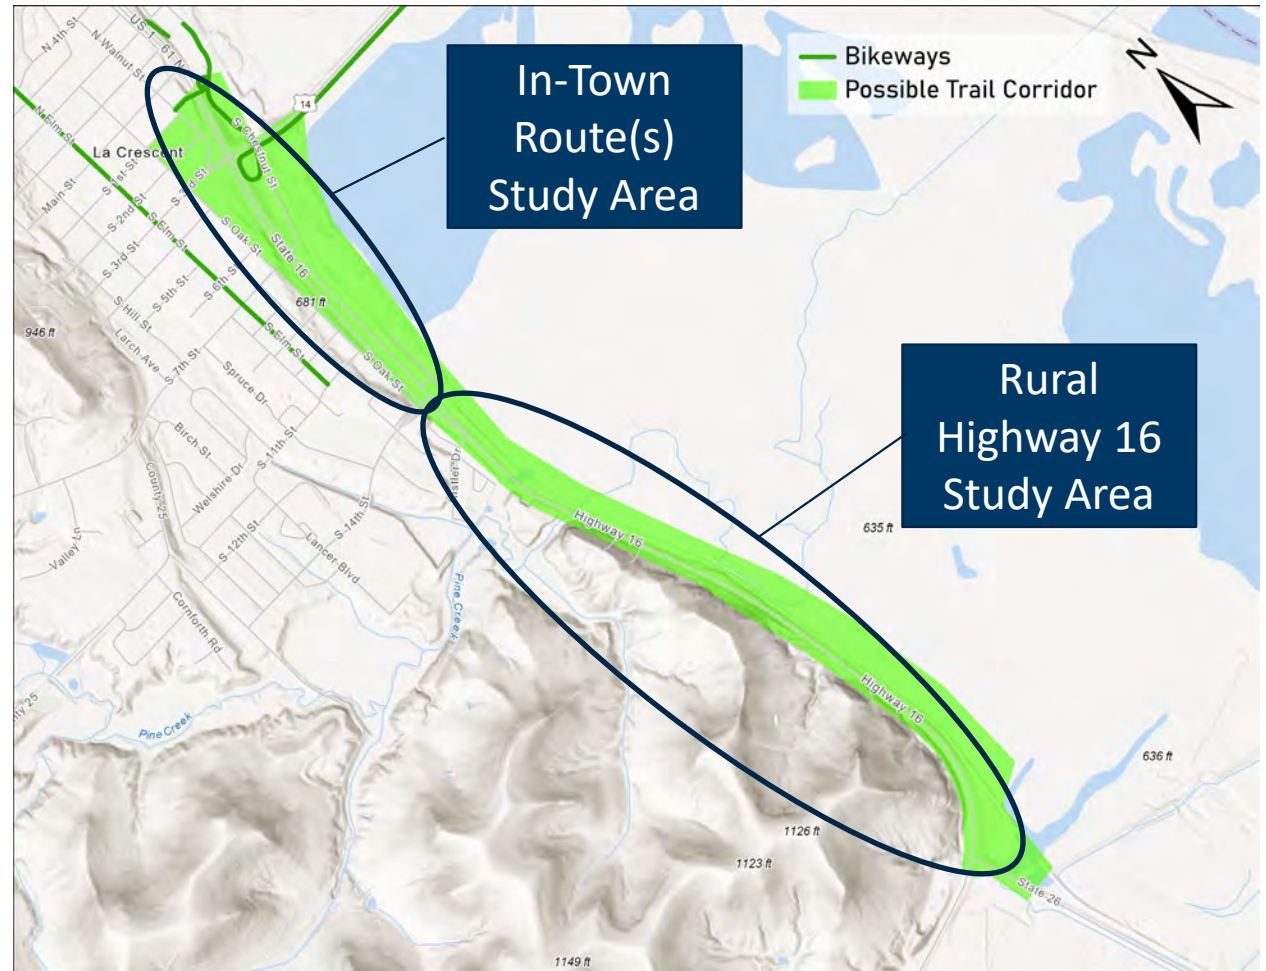 In-Town
Route(s)
Study Area
Bikeways
Possible Trail Corridor
N
Rural
Highway 16
Study Area
N 4th St
US 1
61 N
N Walnut St
14
N Elm St
La Crescent
S Chestnut St
S 1st St
S 3rd St
Main St
S 2nd St
S Elm St
S Oak St
State 16
S 3rd St
S 5th St
S 6th S
681 ft
S Hill St
S Elm St
946 ft
Larch Ave
S 7th St
S Oak St
Spruce Dr
Birch St
S 11th St
County 25
Welshire Dr
S 14th St
S 12th St
Lancer Blvd
Valley Ln
Highway 16
635 ft
Cornforth Rd
Pine Creek
Highway 16
Pine Creek
636 ft
1126 ft
1123 ft
State 26
1149 ft